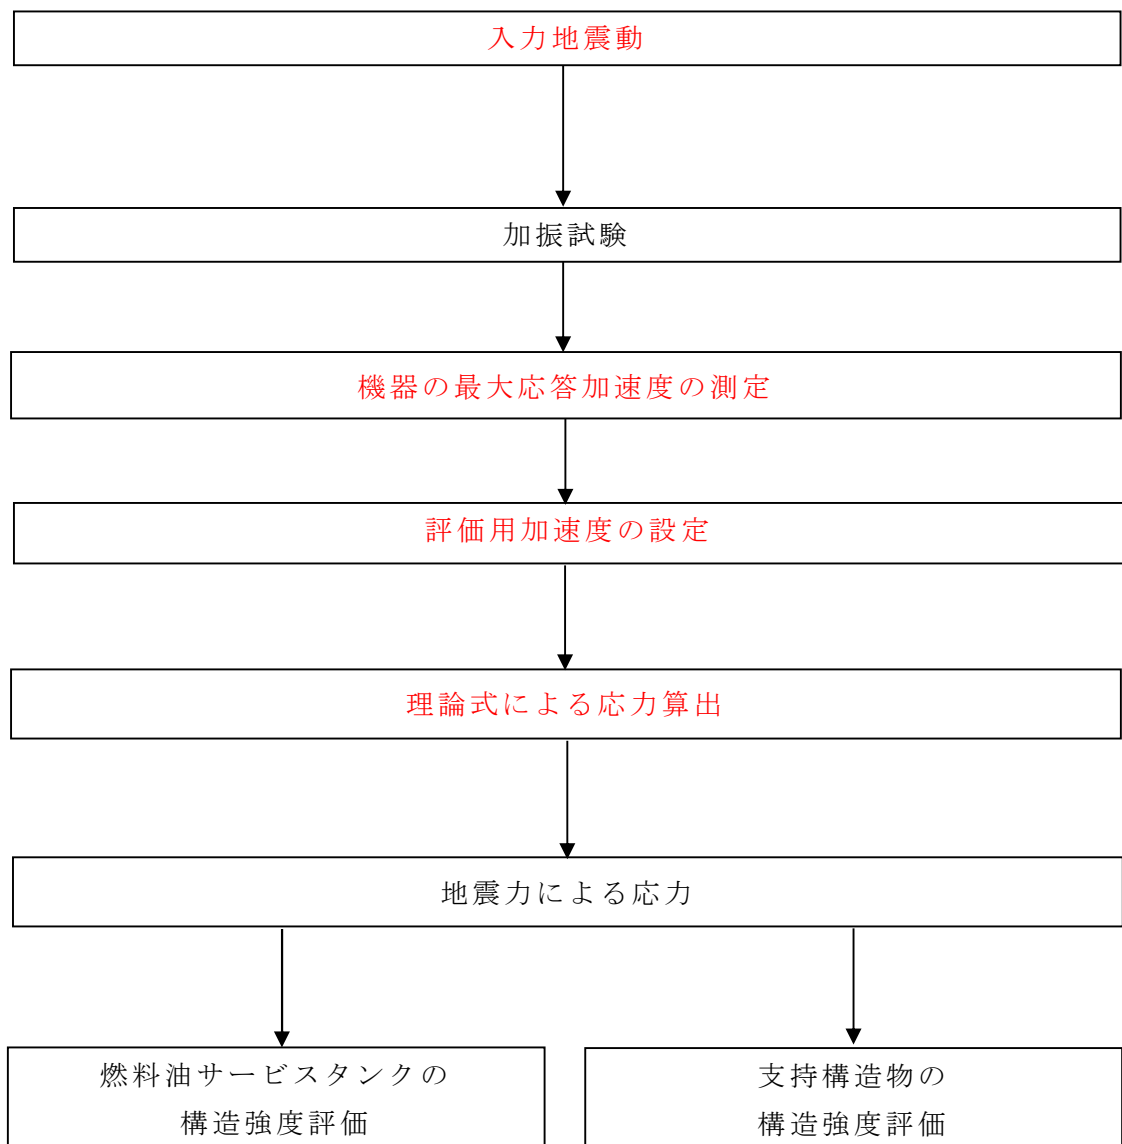 入力地震動
加振試験
機器の最大応答加速度の測定
評価用加速度の設定
理論式による応力算出
地震力による応力
燃料油サービスタンクの
構造強度評価
支持構造物の
構造強度評価